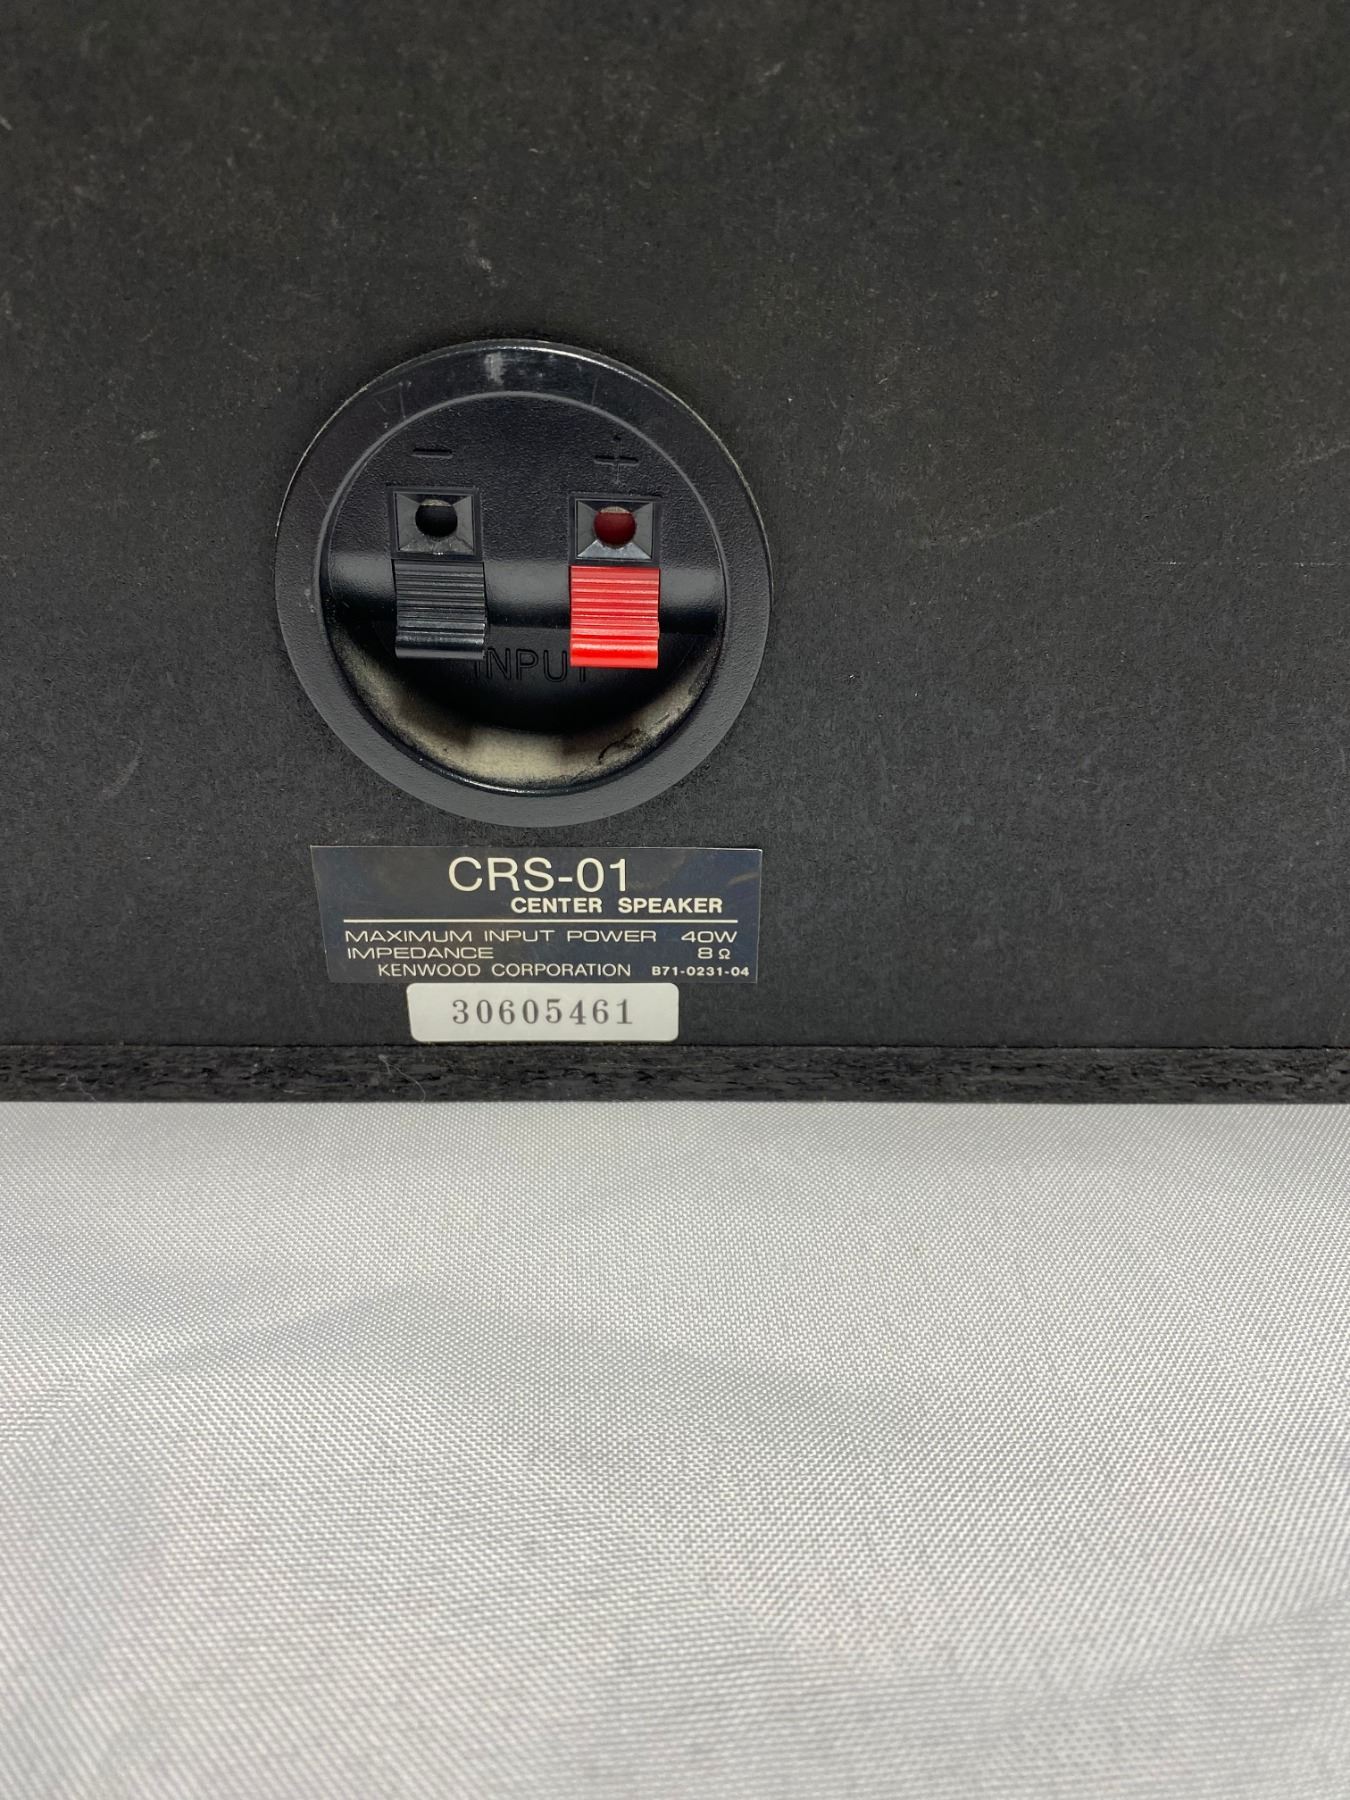 - +
INPUT
CRS-01
CENTER SPEAKER
MAXIMUM INPUT POWER 40W
IMPEDANCE 8Ω
KENWOOD CORPORATION B71-0231-04
30605461